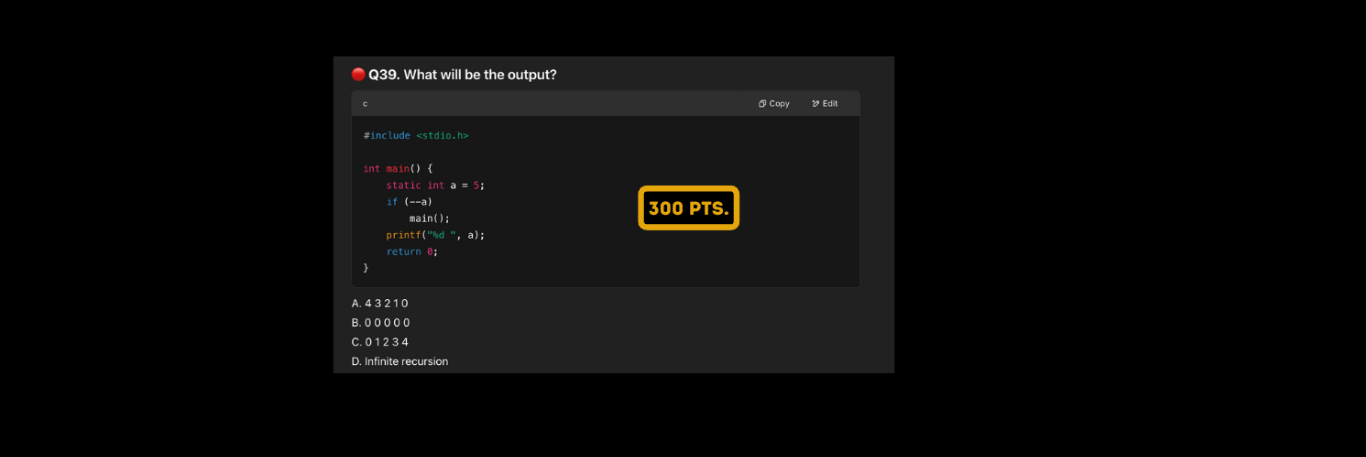 🔴 Q39. What will be the output?
c
Copy
Edit
#include <stdio.h>
int main() {
    static int a = 5;
    if (--a)
        main();
    printf("%d ", a);
    return 0;
}
300 PTS.
A. 4 3 2 1 0
B. 0 0 0 0 0
C. 0 1 2 3 4
D. Infinite recursion